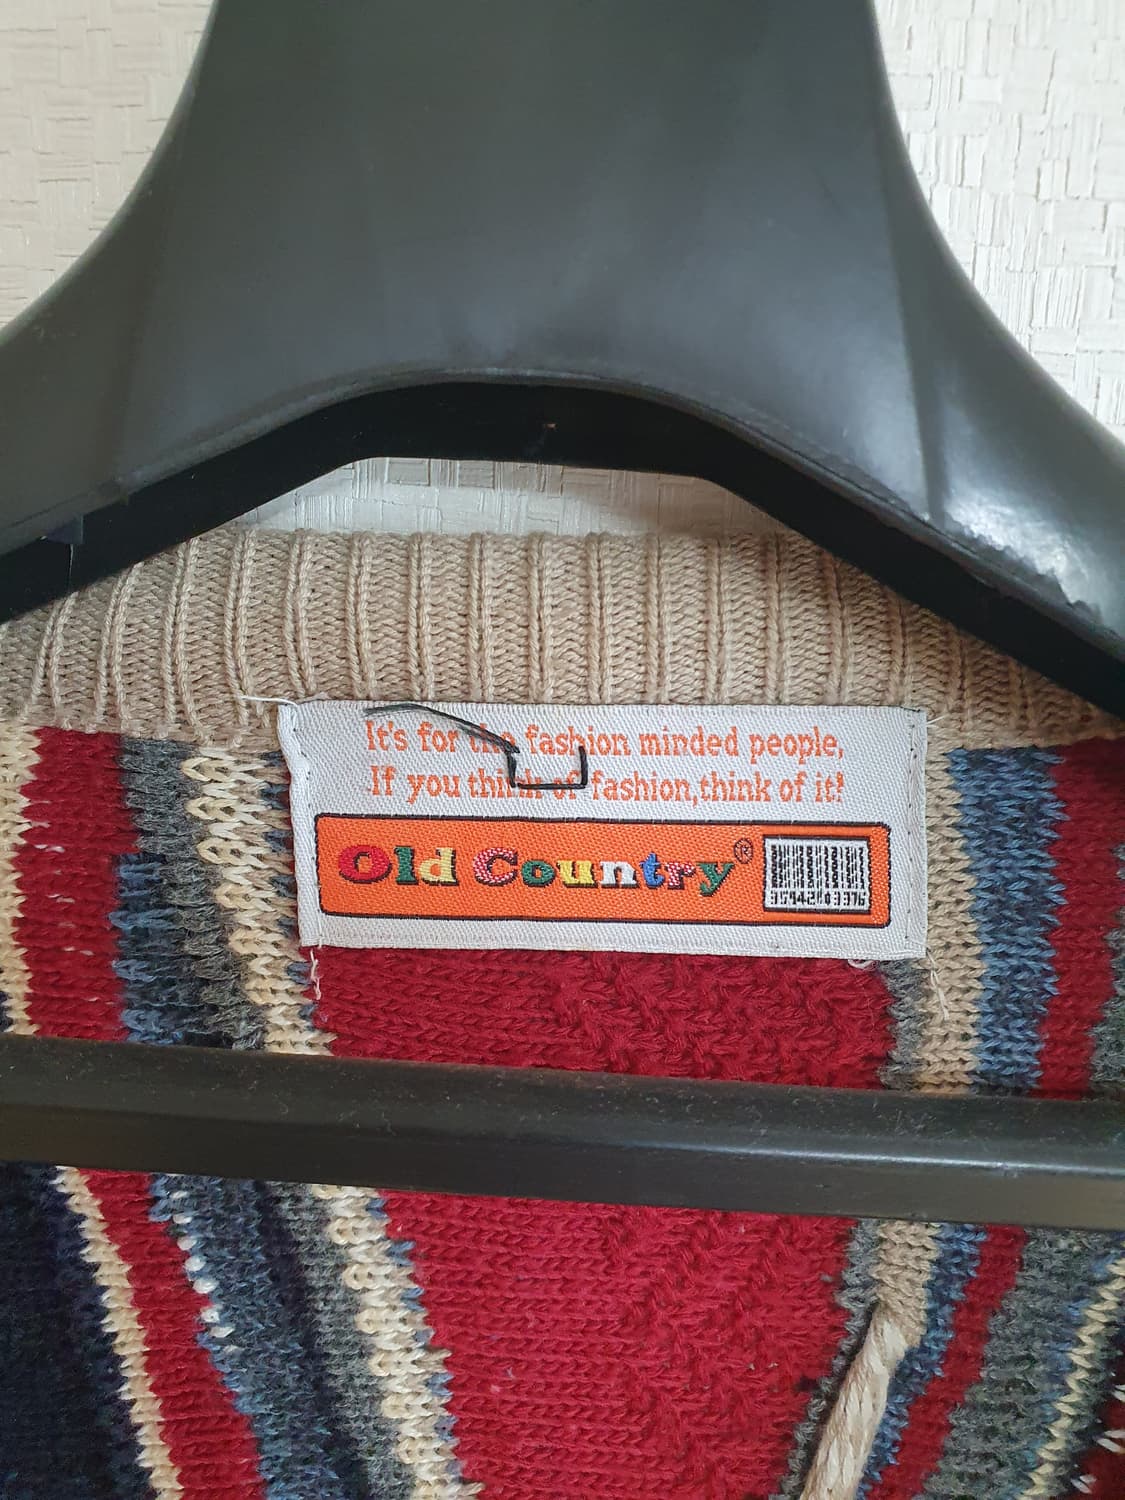 It's for the fashion minded people,
If you think of fashion,think of it!
Old Country®